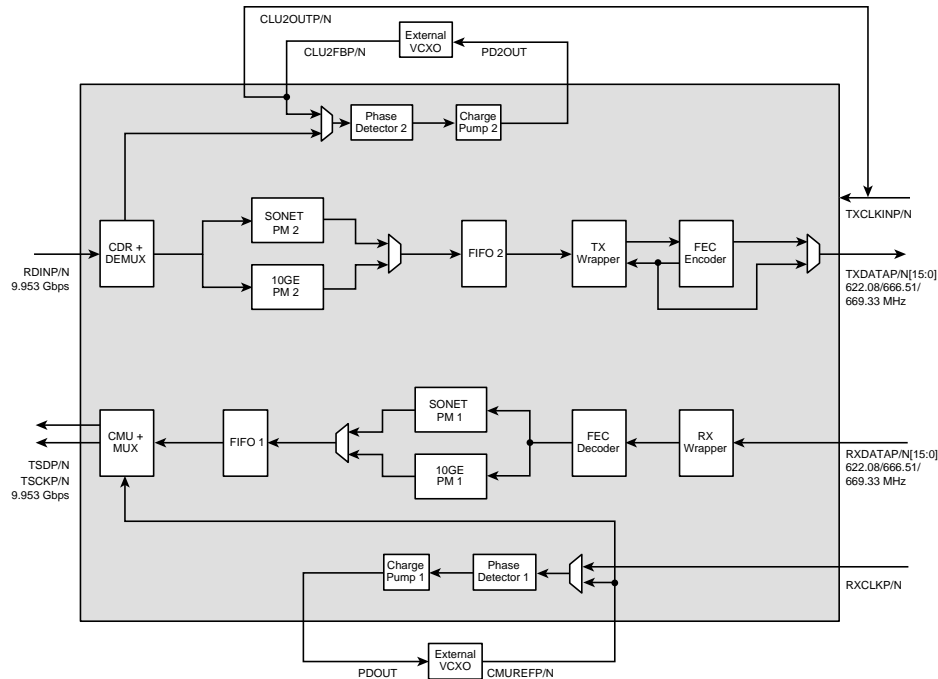 CLU2OUTP/N
CLU2FBP/N
External
VCXO
PD2OUT
Phase
Detector 2
Charge
Pump 2
TXCLKINP/N
RDINP/N
9.953 Gbps
CDR +
DEMUX
SONET
PM 2
10GE
PM 2
FIFO 2
TX
Wrapper
FEC
Encoder
TXDATAP/N[15:0]
622.08/666.51/
669.33 MHz
TSDP/N
TSCKP/N
9.953 Gbps
CMU +
MUX
FIFO 1
SONET
PM 1
10GE
PM 1
FEC
Decoder
RX
Wrapper
RXDATAP/N[15:0]
622.08/666.51/
669.33 MHz
Charge
Pump 1
Phase
Detector 1
RXCLKP/N
PDOUT
External
VCXO
CMUREFP/N